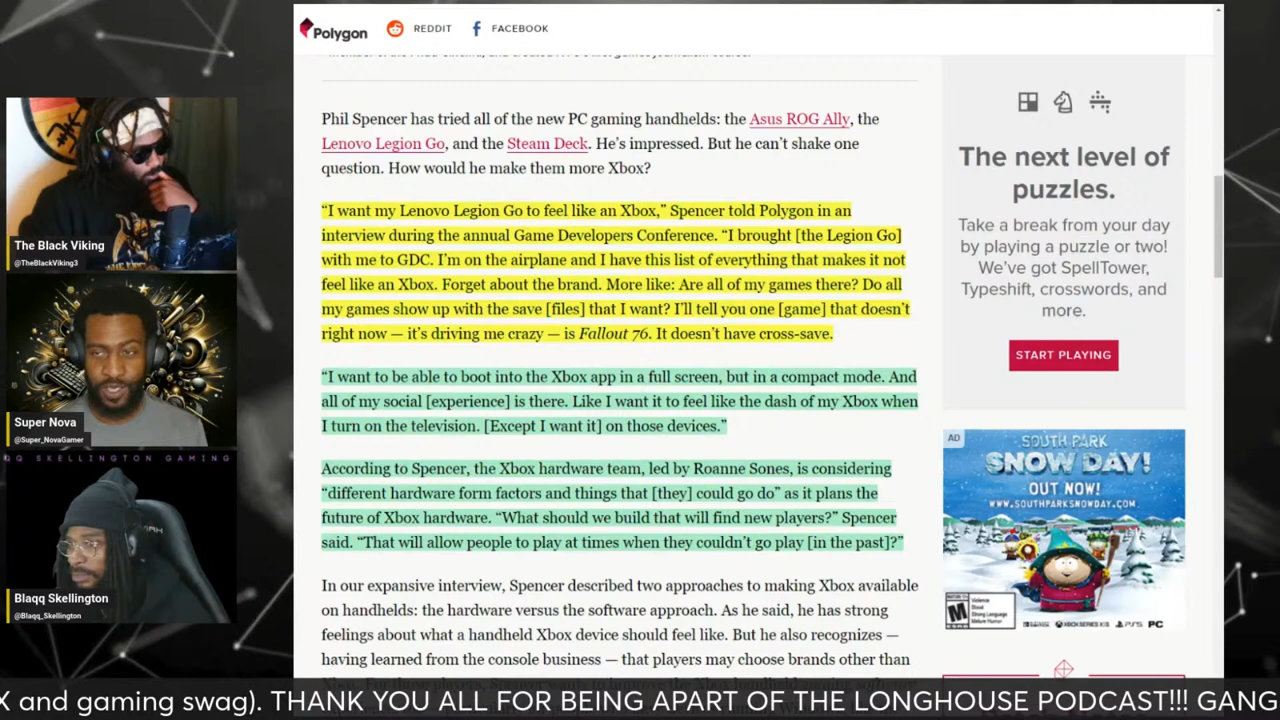 Polygon
REDDIT
FACEBOOK
Phil Spencer has tried all of the new PC gaming handhelds: the Asus ROG Ally, the
Lenovo Legion Go, and the Steam Deck. He’s impressed. But he can’t shake one
question. How would he make them more Xbox?
“I want my Lenovo Legion Go to feel like an Xbox,” Spencer told Polygon in an
interview during the annual Game Developers Conference. “I brought [the Legion Go]
with me to GDC. I’m on the airplane and I have this list of everything that makes it not
feel like an Xbox. Forget about the brand. More like: Are all of my games there? Do all
my games show up with the save [files] that I want? I’ll tell you one [game] that doesn’t
right now — it’s driving me crazy — is Fallout 76. It doesn’t have cross-save.
“I want to be able to boot into the Xbox app in a full screen, but in a compact mode. And
all of my social [experience] is there. Like I want it to feel like the dash of my Xbox when
I turn on the television. [Except I want it] on those devices.”
According to Spencer, the Xbox hardware team, led by Roanne Sones, is considering
“different hardware form factors and things that [they] could go do” as it plans the
future of Xbox hardware. “What should we build that will find new players?” Spencer
said. “That will allow people to play at times when they couldn’t go play [in the past]?”
In our expansive interview, Spencer described two approaches to making Xbox available
on handhelds: the hardware versus the software approach. As he said, he has strong
feelings about what a handheld Xbox device should feel like. But he also recognizes —
having learned from the console business — that players may choose brands other than
The next level of
puzzles.
Take a break from your day
by playing a puzzle or two!
We’ve got SpellTower,
Typeshift, crosswords, and
more.
START PLAYING
AD
SOUTH PARK
SNOW DAY!
OUT NOW!
WWW.SOUTHPARKSNOWDAY.COM
XBOX SERIES X|S
PS5
PC
The Black Viking
@TheBlackViking3
Super Nova
@Super_NovaGamer
QQ SKELLINGTON GAMING
Blaqq Skellington
@Blaqq_Skellington
X and gaming swag). THANK YOU ALL FOR BEING APART OF THE LONGHOUSE PODCAST!!! GANG